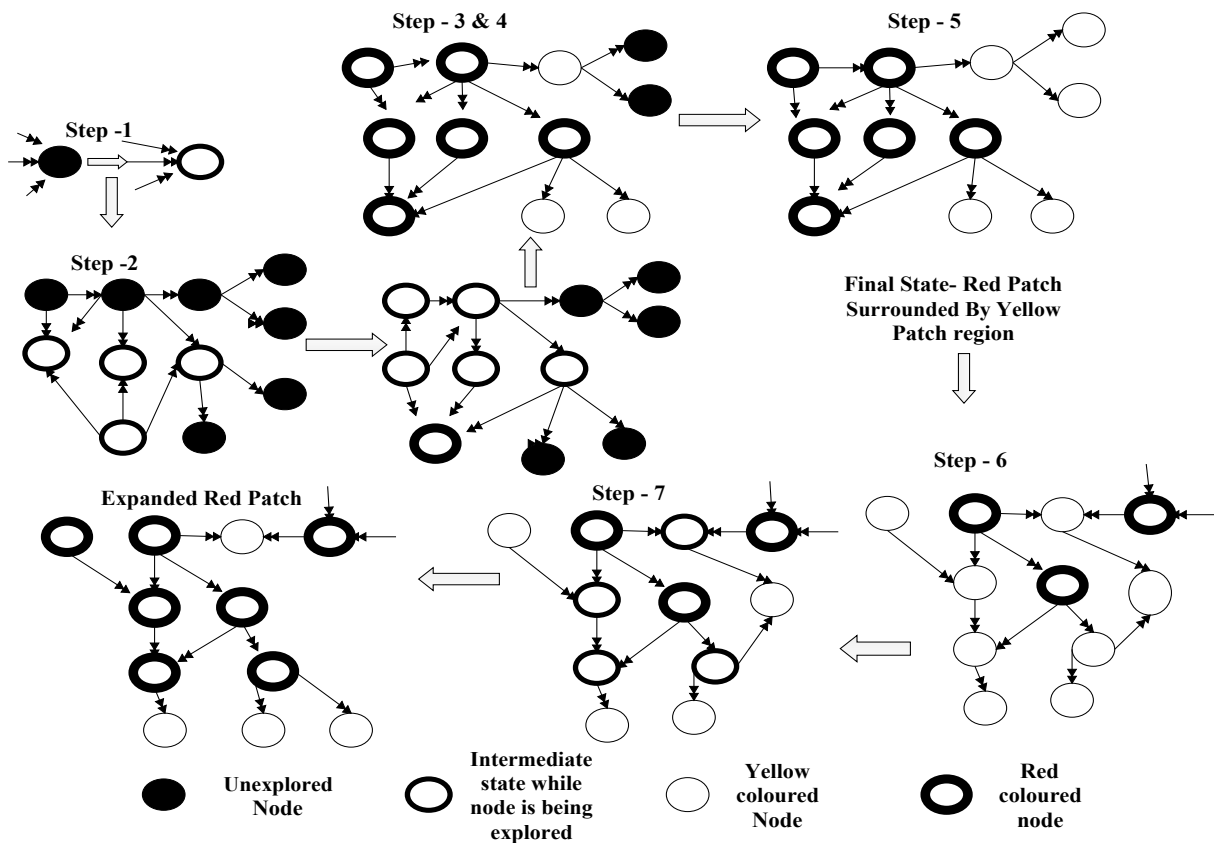 Step - 3 & 4
Step - 5
Step -1
Step -2
Final State- Red Patch
Surrounded By Yellow
Patch region
Step - 6
Expanded Red Patch
Step - 7
Unexplored
Node
Intermediate
state while
node is being
explored
Yellow
coloured
Node
Red
coloured
node